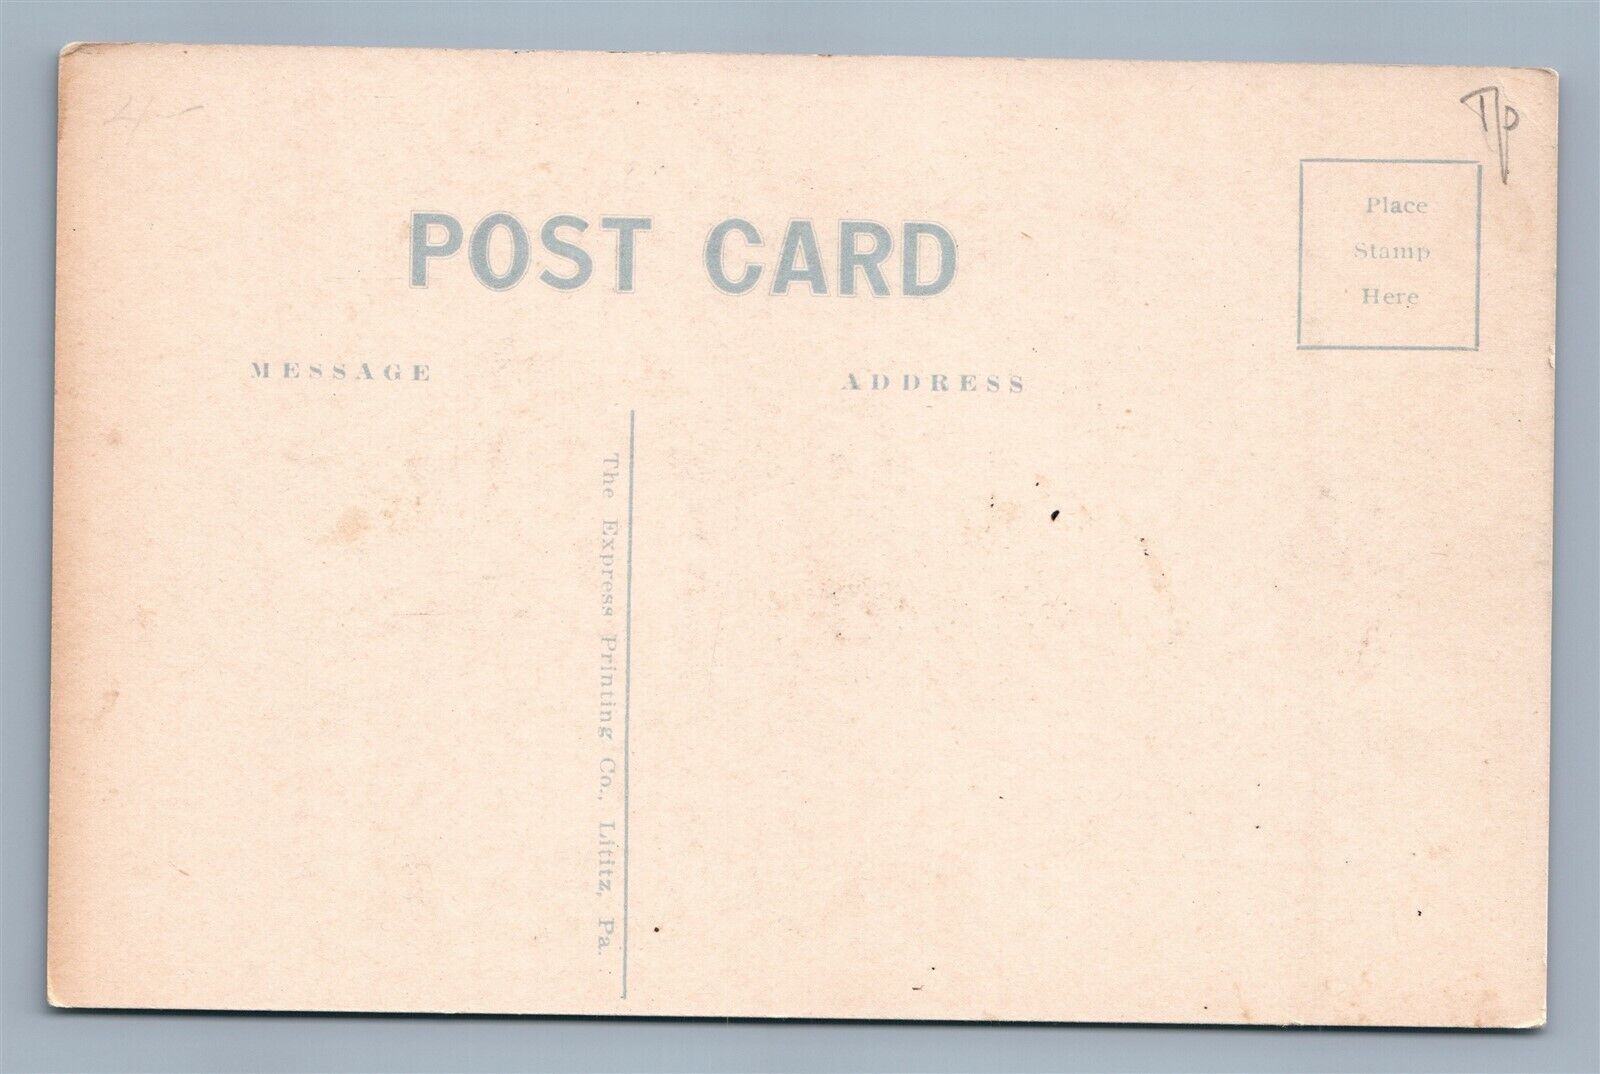 POST CARD
Place
Stamp
Here
MESSAGE
ADDRESS
The Express Printing Co., Lititz, Pa.